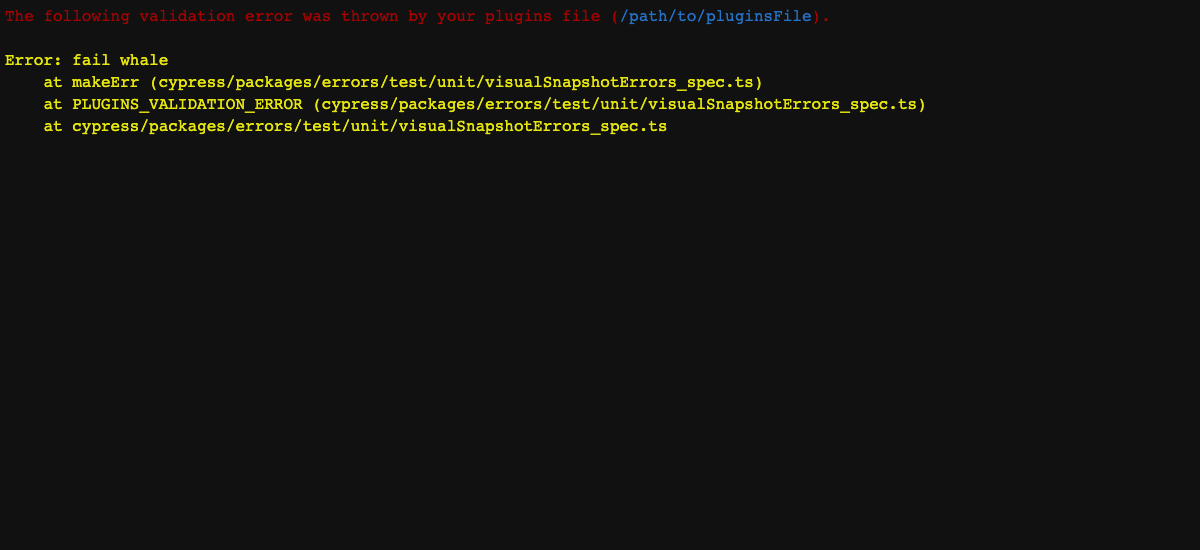 The following validation error was thrown by your plugins file (/path/to/pluginsFile).
Error: fail whale
at makeErr (cypress/packages/errors/test/unit/visualSnapshotErrors_spec.ts)
at PLUGINS_VALIDATION_ERROR (cypress/packages/errors/test/unit/visualSnapshotErrors_spec.ts)
at cypress/packages/errors/test/unit/visualSnapshotErrors_spec.ts